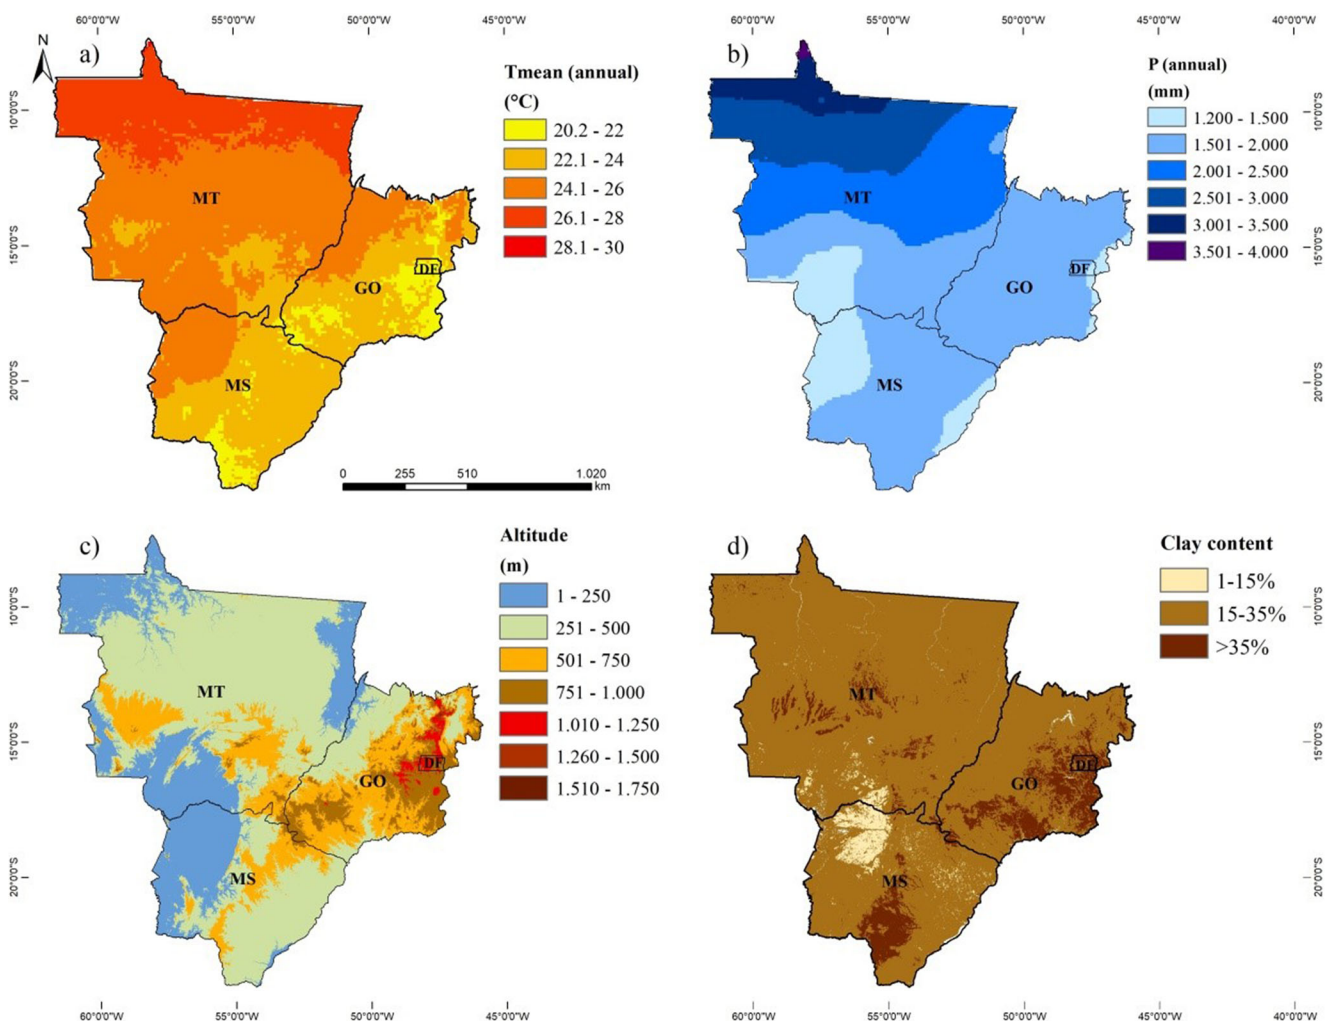 60°0'0"W 55°0'0"W 50°0'0"W 45°0'0"W
60°0'0"W 55°0'0"W 50°0'0"W 45°0'0"W 40°0'0"W
N
a)
Tmean (annual)
(°C)
20.2 - 22
22.1 - 24
24.1 - 26
26.1 - 28
28.1 - 30
MT
GO
DF
MS
10°0'0"S
15°0'0"S
20°0'0"S
0 255 510 1.020
km
b)
P (annual)
(mm)
1.200 - 1.500
1.501 - 2.000
2.001 - 2.500
2.501 - 3.000
3.001 - 3.500
3.501 - 4.000
MT
GO
DF
MS
10°0'0"S
15°0'0"S
20°0'0"S
c)
Altitude
(m)
1 - 250
251 - 500
501 - 750
751 - 1.000
1.010 - 1.250
1.260 - 1.500
1.510 - 1.750
MT
GO
DF
MS
10°0'0"S
15°0'0"S
20°0'0"S
d)
Clay content
1-15%
15-35%
>35%
MT
GO
DF
MS
10°0'0"S
15°0'0"S
20°0'0"S
60°0'0"W 55°0'0"W 50°0'0"W 45°0'0"W
60°0'0"W 55°0'0"W 50°0'0"W 45°0'0"W 40°0'0"W